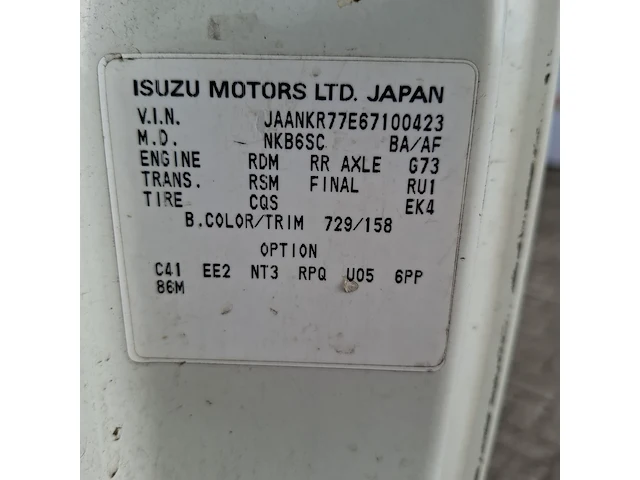 ISUZU MOTORS LTD. JAPAN
V.I.N. JAANKR77E67100423
M.D. NKB6SC BA/AF
ENGINE RDM RR AXLE G73
TRANS. RSM FINAL RU1
TIRE CQS EK4
B.COLOR/TRIM 729/158
OPTION
C41 EE2 NT3 RPQ U05 6PP
86M